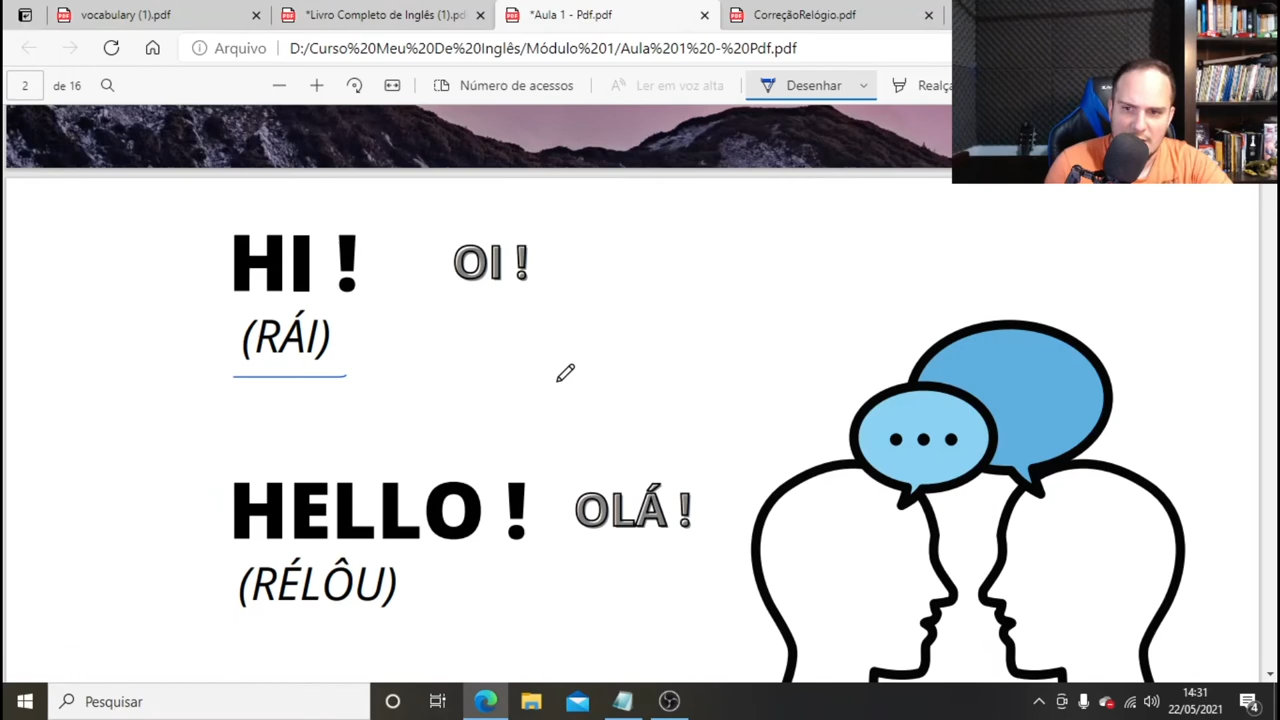 vocabulary (1).pdf
*Livro Completo de Inglês (1).pd
*Aula 1 - Pdf.pdf
CorreçãoRelógio.pdf
Arquivo
D:/Curso%20Meu%20De%20Inglês/Módulo%201/Aula%201%20-%20Pdf.pdf
2 de 16
Número de acessos
Ler em voz alta
Desenhar
Realça
HI ! OI !
(RÁI)
HELLO ! OLÁ !
(RÉLÔU)
Pesquisar
14:31
22/05/2021
4